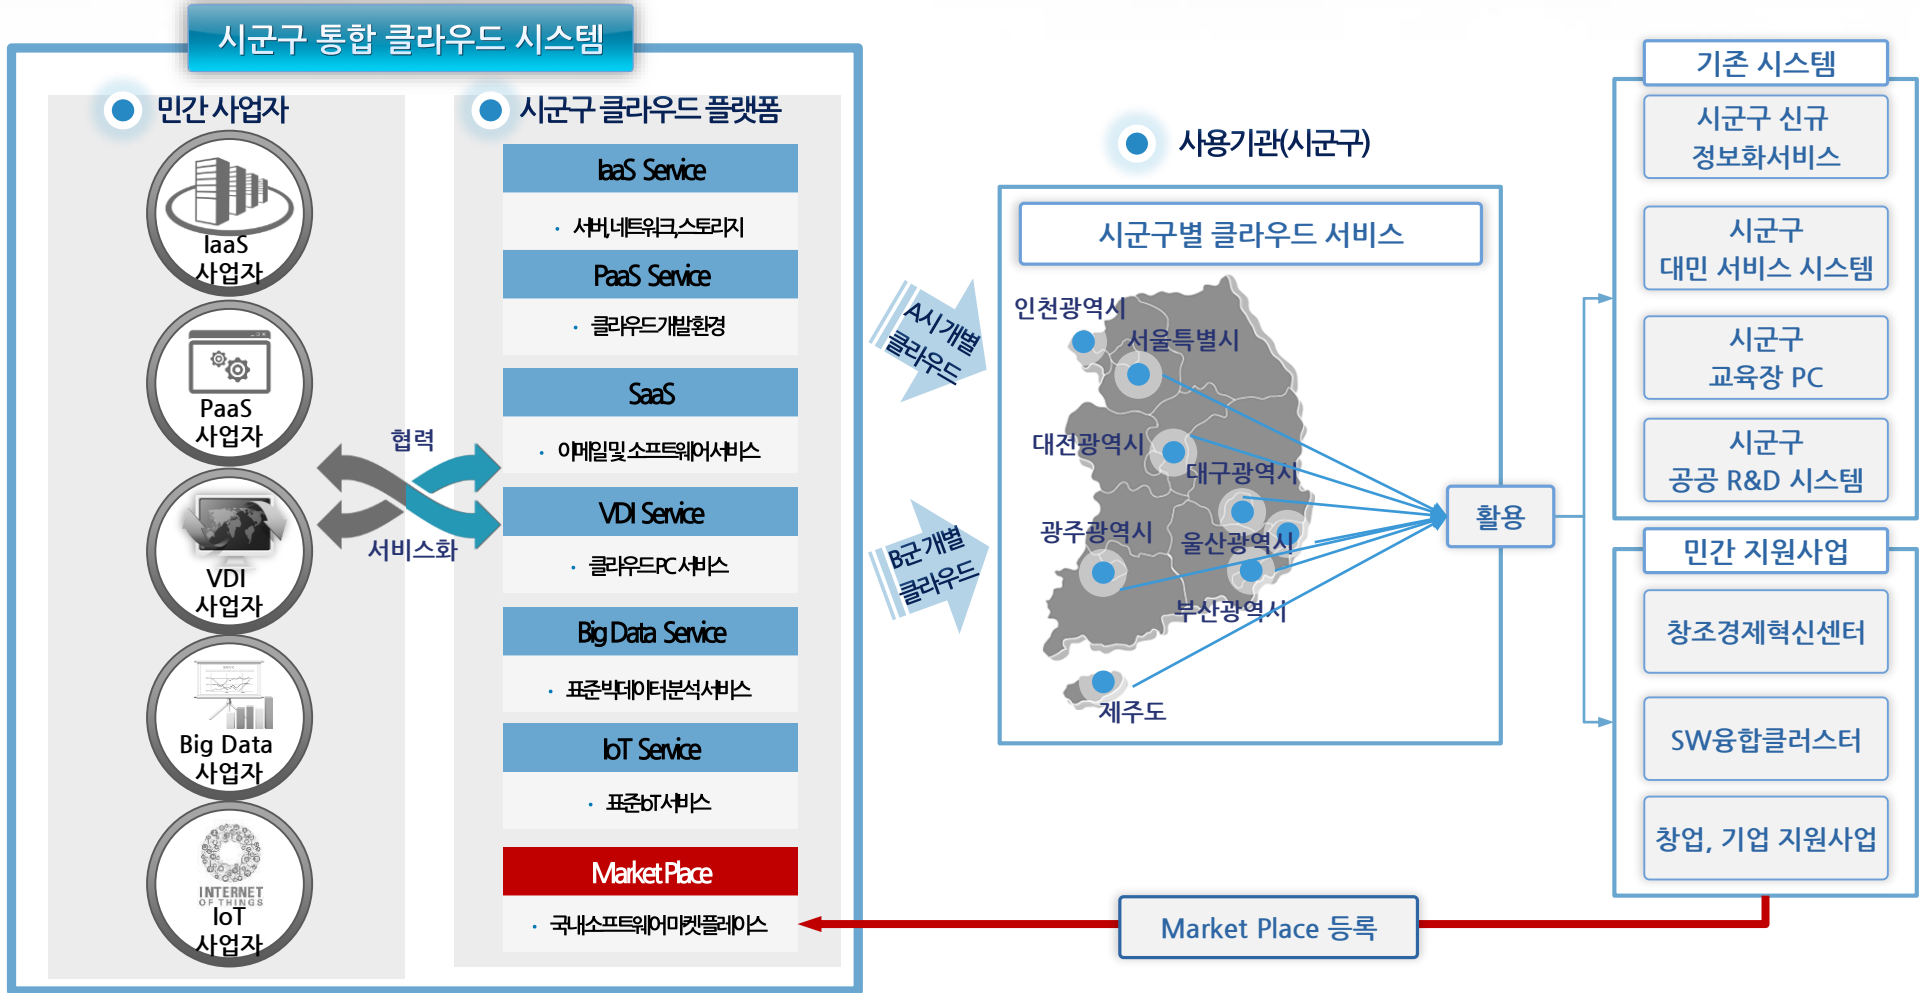 시군구 통합 클라우드 시스템
민간 사업자
IaaS
사업자
PaaS
사업자
VDI
사업자
Big Data
사업자
INTERNET
OF THINGS
IoT
사업자
협력
서비스화
시군구 클라우드 플랫폼
IaaS Service
• 서버,네트워크,스토리지
PaaS Service
• 클라우드개발환경
SaaS
• 이메일 및 소프트웨어서비스
VDI Service
• 클라우드PC 서비스
Big Data Service
• 표준빅데이터분석서비스
IoT Service
• 표준IoT서비스
Market Place
• 국내소프트웨어마켓플레이스
A시 개별
클라우드
B군 개별
클라우드
사용기관(시군구)
시군구별 클라우드 서비스
인천광역시
서울특별시
대전광역시
대구광역시
광주광역시
울산광역시
부산광역시
제주도
활용
기존 시스템
시군구 신규
정보화서비스
시군구
대민 서비스 시스템
시군구
교육장 PC
시군구
공공 R&D 시스템
민간 지원사업
창조경제혁신센터
SW융합클러스터
창업, 기업 지원사업
Market Place 등록